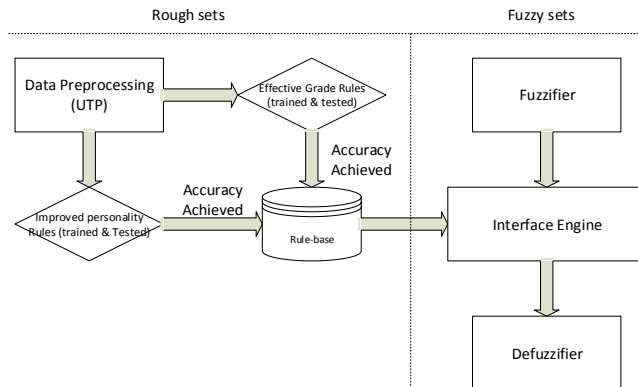 Rough sets
Fuzzy sets
Data Preprocessing
(UTP)
Effective Grade Rules
(trained & tested)
Fuzzifier
Accuracy
Achieved
Accuracy
Achieved
Improved personality
Rules (trained & Tested)
Rule-base
Interface Engine
Defuzzifier